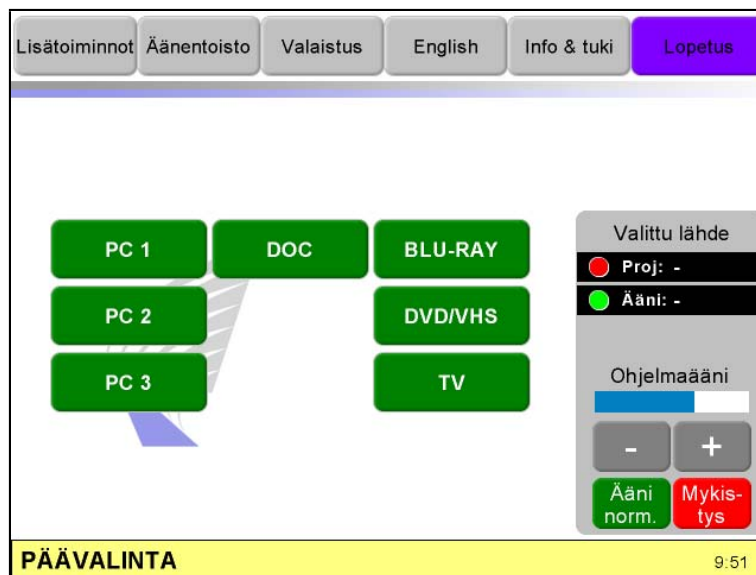 Lisätoiminnot Äänentoisto Valaistus English Info & tuki Lopetus
PC 1 DOC BLU-RAY
PC 2 DVD/VHS
PC 3 TV
Valittu lähde
Proj: -
Ääni: -
Ohjelmaääni
- +
Ääni
norm.
Mykis-
tys
PÄÄVALINTA 9:51